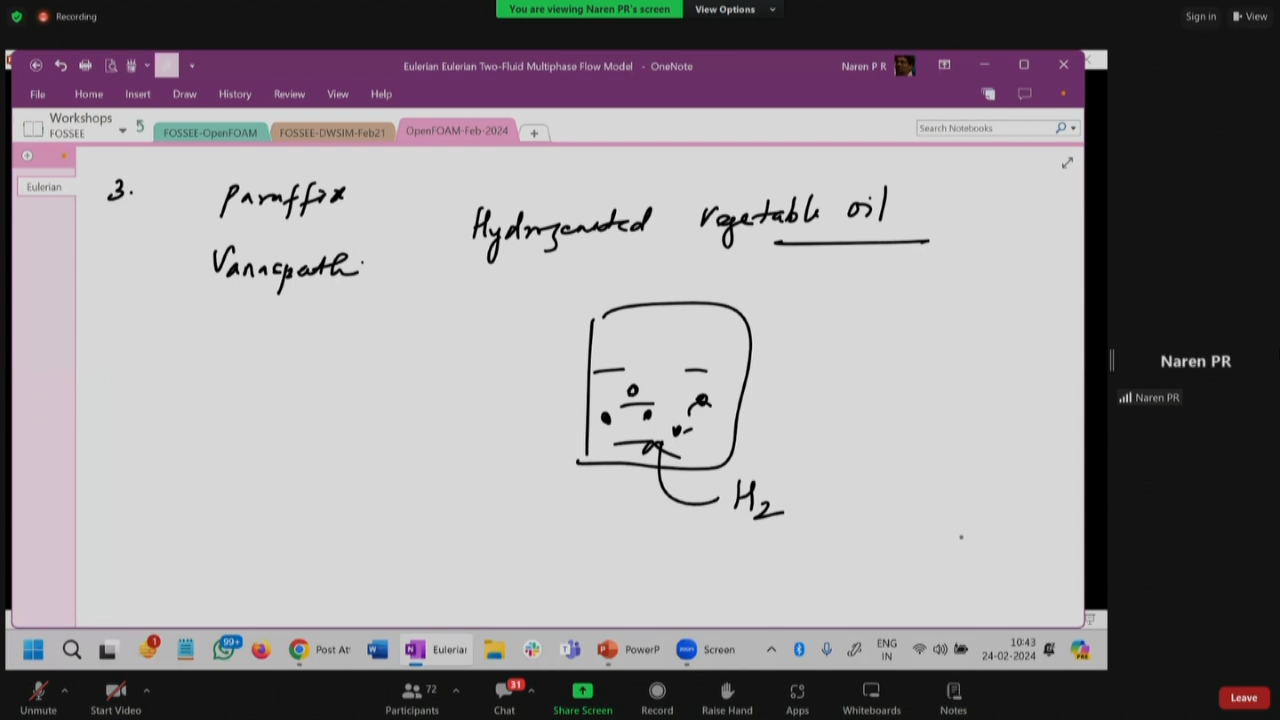 Recording
You are viewing Naren PR's screen View Options
Sign in View
Eulerian Eulerian Two-Fluid Multiphase Flow Model - OneNote
Naren P R
File Home Insert Draw History Review View Help
Workshops
FOSSEE
5
FOSSEE-OpenFOAM
FOSSEE-DWSIM-Feb21
OpenFOAM-Feb-2024
Search Notebooks
Eulerian
3.
Hydrogenated vegetable oil
H2
Naren PR
Naren PR
1
99+
Post At
Eulerian
PowerP
Screen
ENG
IN
10:43
24-02-2024
PRE
Unmute
Start Video
72
Participants
31
Chat
Share Screen
Record
Raise Hand
Apps
Whiteboards
Notes
Leave